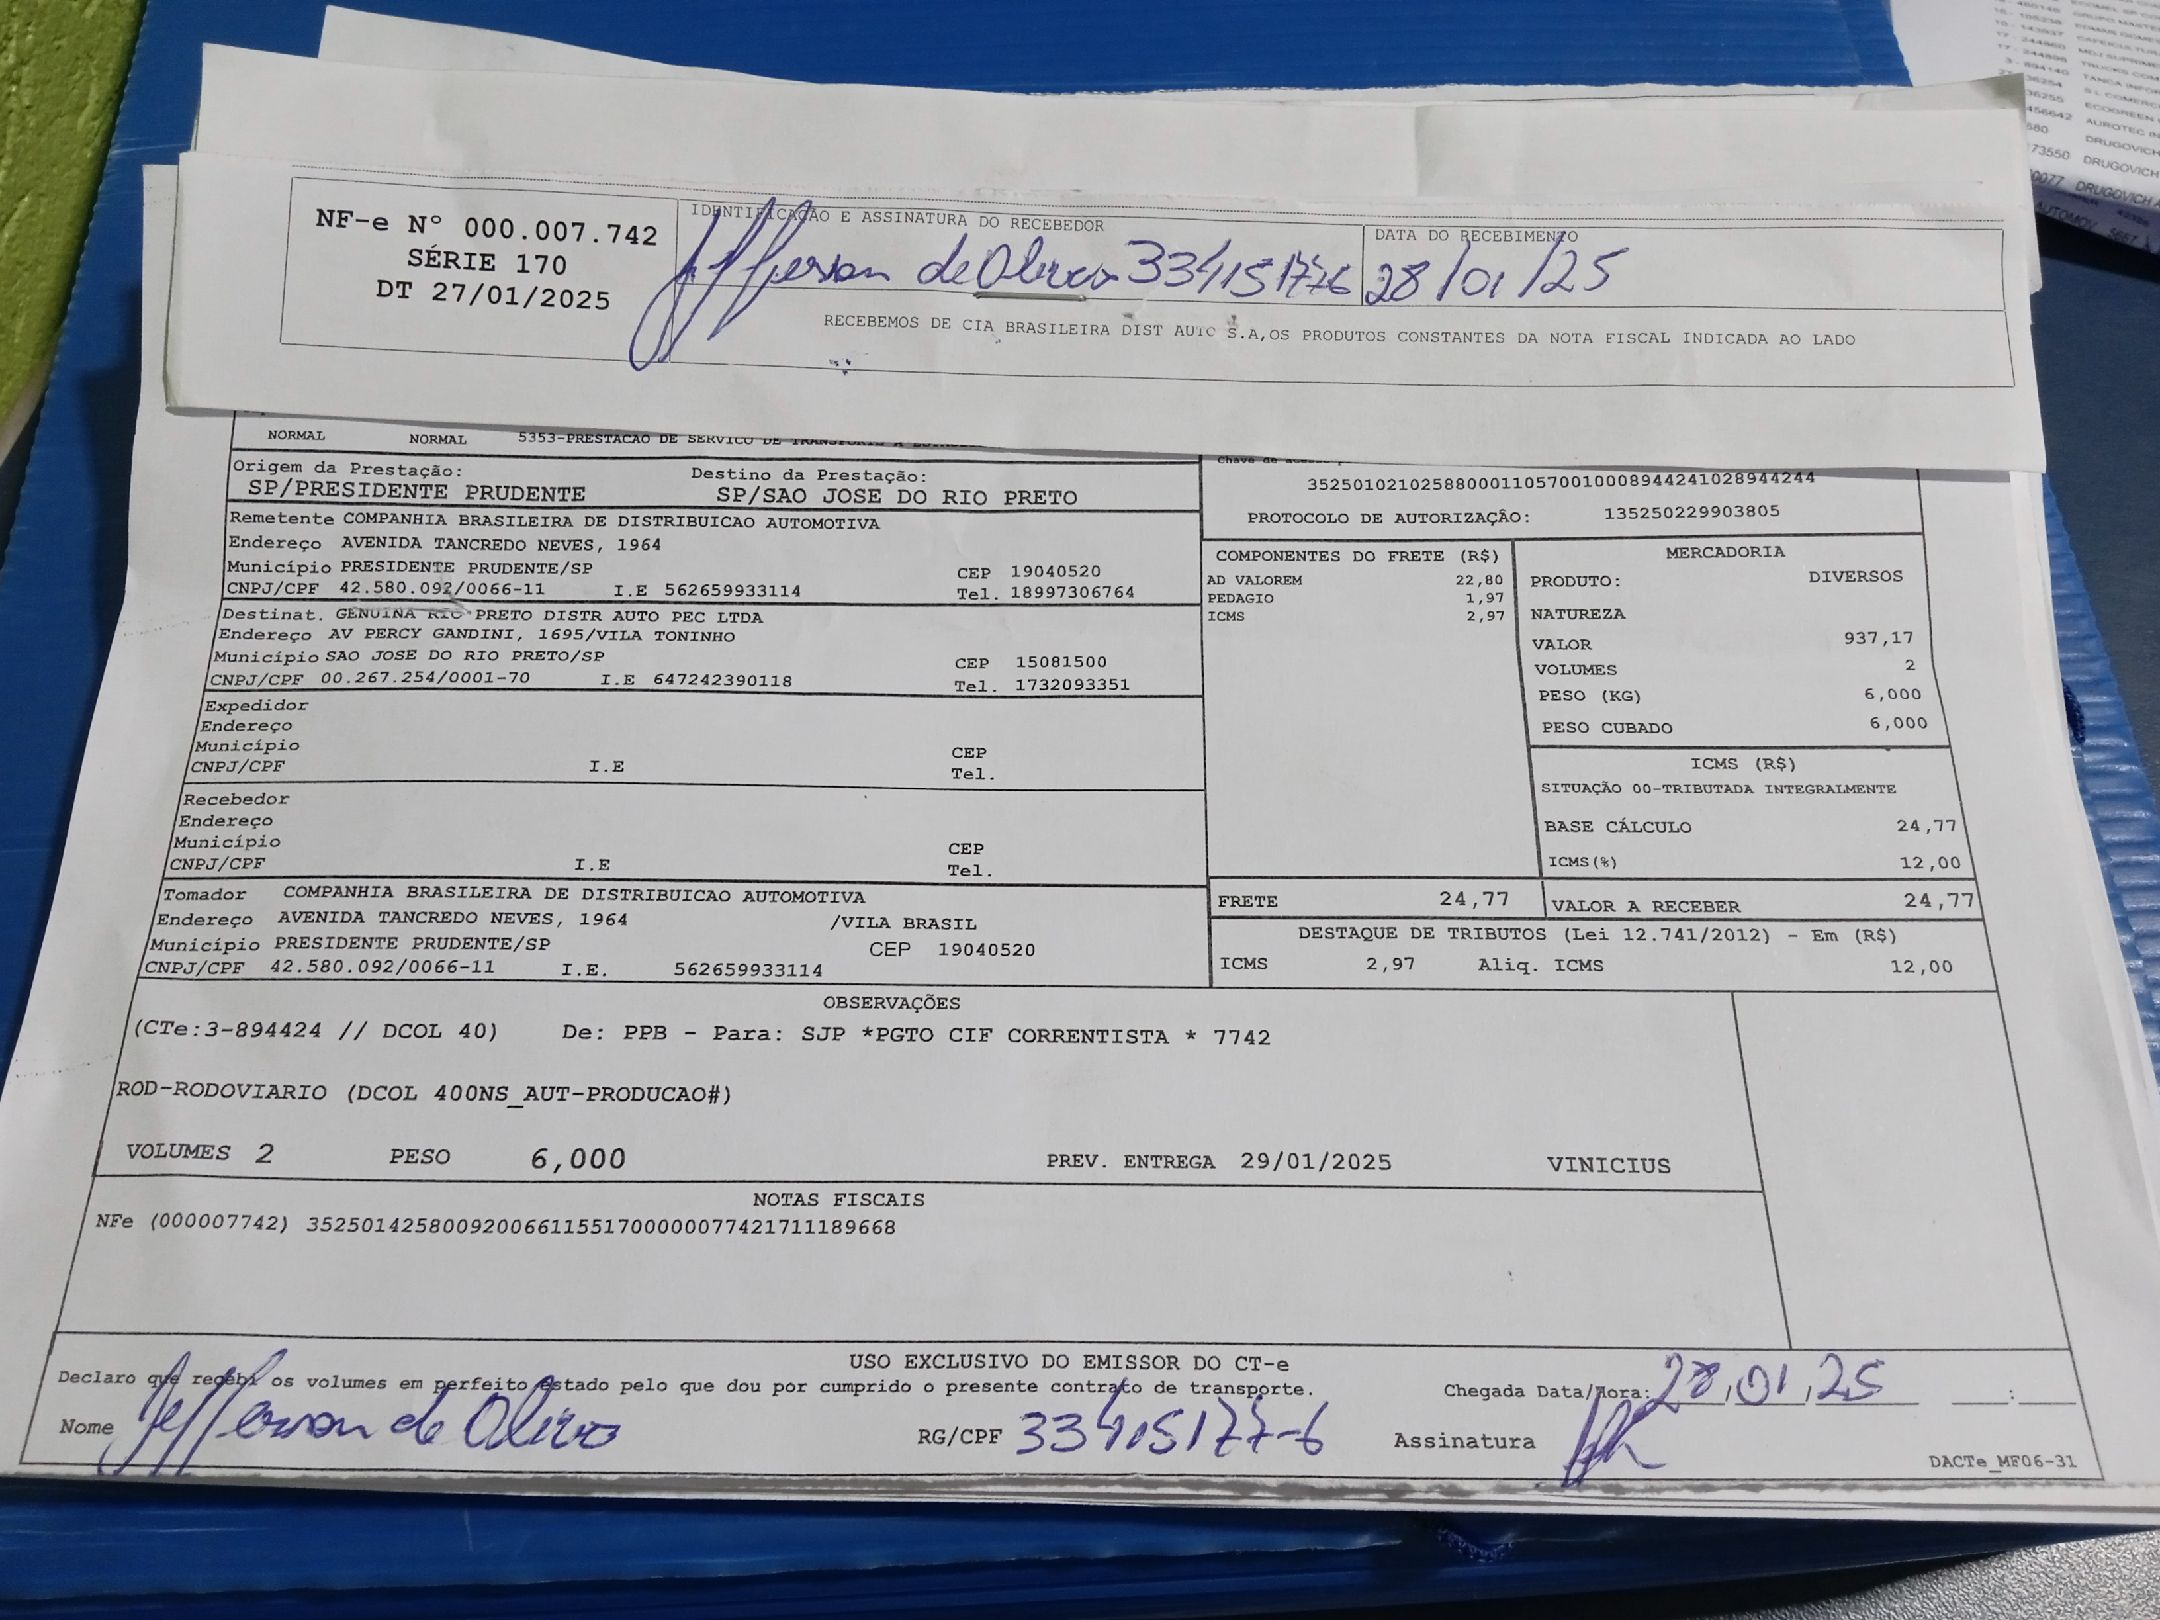 NF-e Nº 000.007.742
SÉRIE 170
DT 27/01/2025
IDENTIFICAÇÃO E ASSINATURA DO RECEBEDOR
Jefferson de Olivera 334151776
DATA DO RECEBIMENTO
28/01/25
RECEBEMOS DE CIA BRASILEIRA DIST AUTO S.A,OS PRODUTOS CONSTANTES DA NOTA FISCAL INDICADA AO LADO
NORMAL NORMAL 5353-PRESTACAO DE SERVICO DE TRANSPORTE A
Origem da Prestação: Destino da Prestação:
SP/PRESIDENTE PRUDENTE SP/SAO JOSE DO RIO PRETO
Chave de acesso
35250102102588000110570010008944241028944244
PROTOCOLO DE AUTORIZAÇÃO: 135250229903805
Remetente COMPANHIA BRASILEIRA DE DISTRIBUICAO AUTOMOTIVA
Endereço AVENIDA TANCREDO NEVES, 1964
Município PRESIDENTE PRUDENTE/SP CEP 19040520
CNPJ/CPF 42.580.092/0066-11 I.E 562659933114 Tel. 18997306764
Destinat. GENUINA RIO PRETO DISTR AUTO PEC LTDA
Endereço AV PERCY GANDINI, 1695/VILA TONINHO
Município SAO JOSE DO RIO PRETO/SP CEP 15081500
CNPJ/CPF 00.267.254/0001-70 I.E 647242390118 Tel. 1732093351
Expedidor
Endereço
Município CEP
CNPJ/CPF I.E Tel.
Recebedor
Endereço
Município CEP
CNPJ/CPF I.E Tel.
Tomador COMPANHIA BRASILEIRA DE DISTRIBUICAO AUTOMOTIVA
Endereço AVENIDA TANCREDO NEVES, 1964 /VILA BRASIL
Município PRESIDENTE PRUDENTE/SP CEP 19040520
CNPJ/CPF 42.580.092/0066-11 I.E. 562659933114
COMPONENTES DO FRETE (R$)
AD VALOREM 22,80
PEDAGIO 1,97
ICMS 2,97
MERCADORIA
PRODUTO: DIVERSOS
NATUREZA
VALOR 937,17
VOLUMES 2
PESO (KG) 6,000
PESO CUBADO 6,000
ICMS (R$)
SITUAÇÃO 00-TRIBUTADA INTEGRALMENTE
BASE CÁLCULO 24,77
ICMS(%) 12,00
FRETE 24,77 VALOR A RECEBER 24,77
DESTAQUE DE TRIBUTOS (Lei 12.741/2012) - Em (R$)
ICMS 2,97 Aliq. ICMS 12,00
OBSERVAÇÕES
(CTe:3-894424 // DCOL 40) De: PPB - Para: SJP *PGTO CIF CORRENTISTA * 7742
ROD-RODOVIARIO (DCOL 400NS_AUT-PRODUCAO#)
VOLUMES 2 PESO 6,000 PREV. ENTREGA 29/01/2025 VINICIUS
NOTAS FISCAIS
NFe (000007742) 35250142580092006611551700000077421711189668
USO EXCLUSIVO DO EMISSOR DO CT-e
Declaro que recebi os volumes em perfeito estado pelo que dou por cumprido o presente contrato de transporte. Chegada Data/Hora: 28,01,25 :
Nome Jefferson de Olivera RG/CPF 33415177-6 Assinatura
DACTe_MF06-31